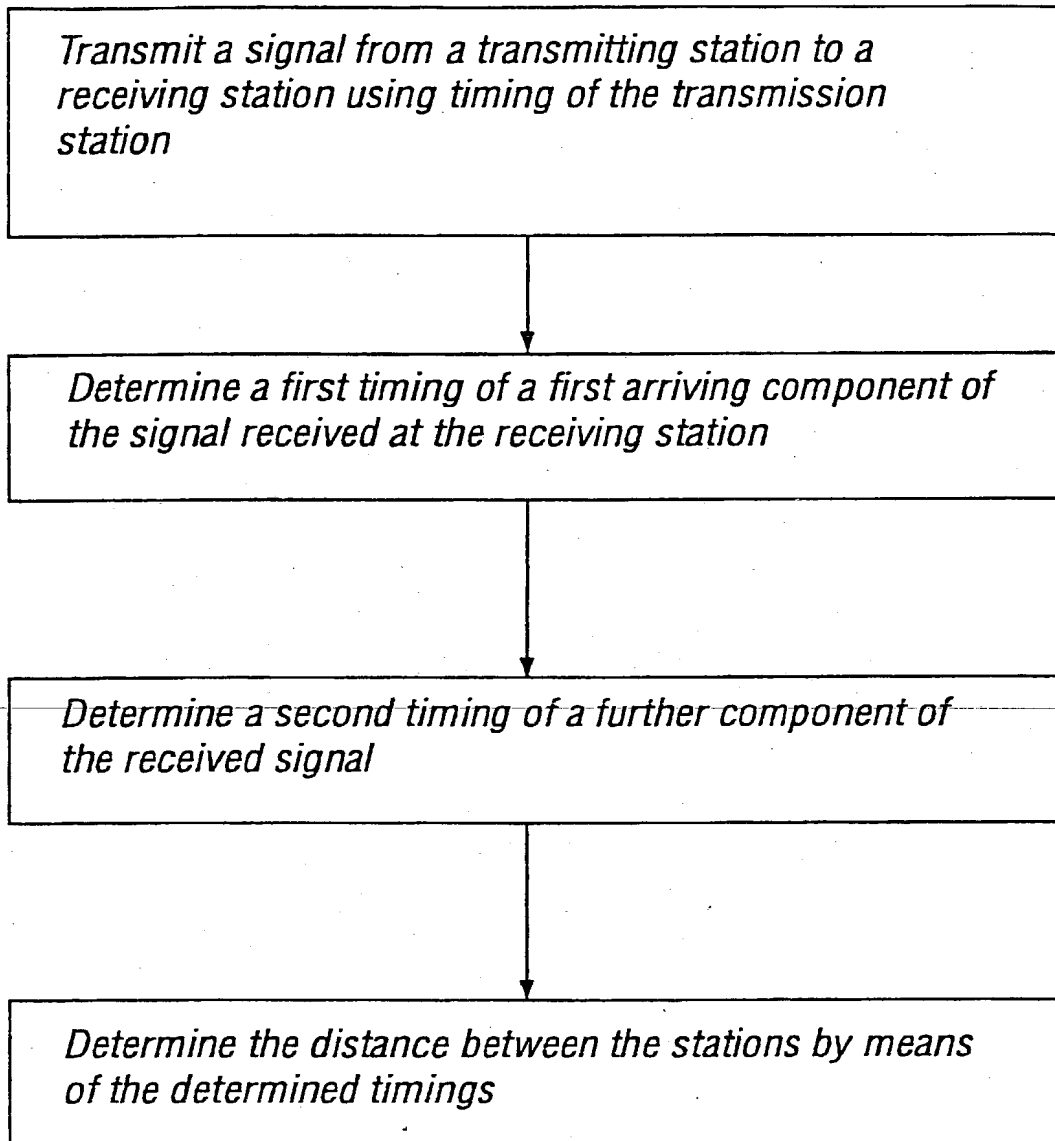 Transmit a signal from a transmitting station to a
receiving station using timing of the transmission
station
Determine a first timing of a first arriving component of
the signal received at the receiving station
Determine a second timing of a further component of
the received signal
Determine the distance between the stations by means
of the determined timings